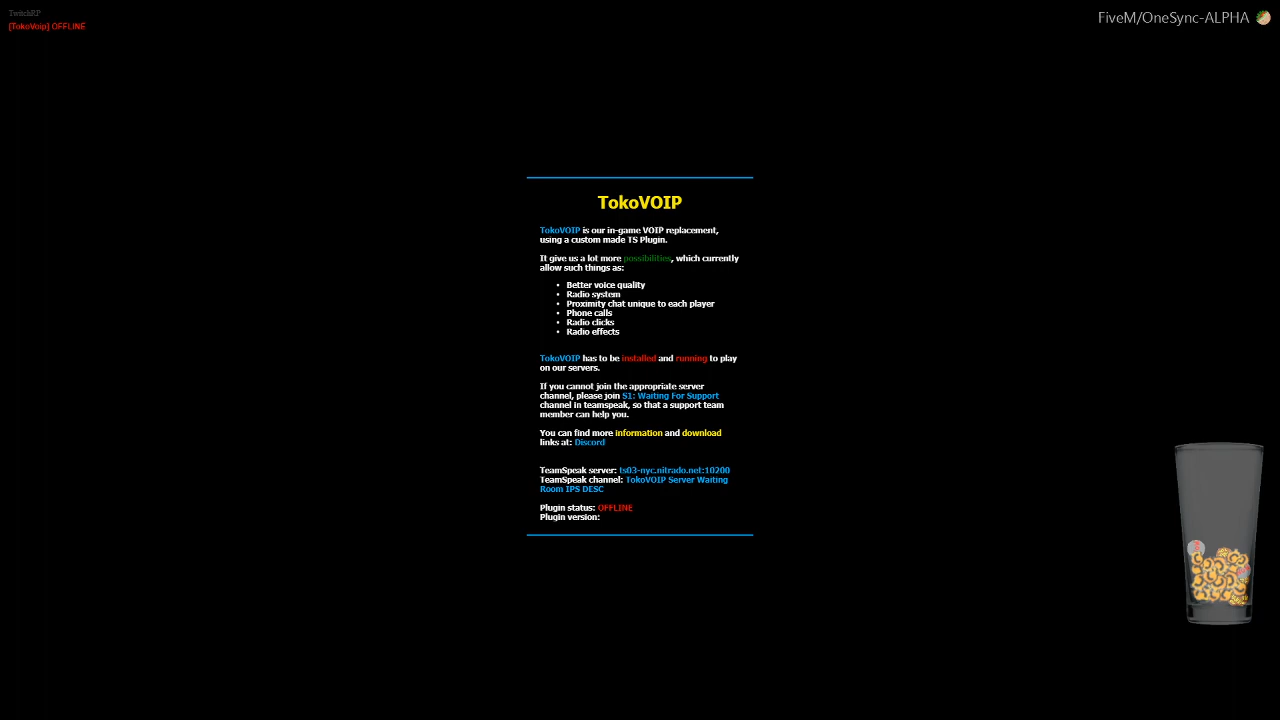 TwitchRP
[TokoVoip] OFFLINE
FiveM/OneSync-ALPHA
TokoVOIP
TokoVOIP is our in-game VOIP replacement,
using a custom made TS Plugin.
It give us a lot more possibilities, which currently
allow such things as:
• Better voice quality
• Radio system
• Proximity chat unique to each player
• Phone calls
• Radio clicks
• Radio effects
TokoVOIP has to be installed and running to play
on our servers.
If you cannot join the appropriate server
channel, please join S1: Waiting For Support
channel in teamspeak, so that a support team
member can help you.
You can find more information and download
links at: Discord
TeamSpeak server: ts03-nyc.nitrado.net:10200
TeamSpeak channel: TokoVOIP Server Waiting
Room IPS DESC
Plugin status: OFFLINE
Plugin version: